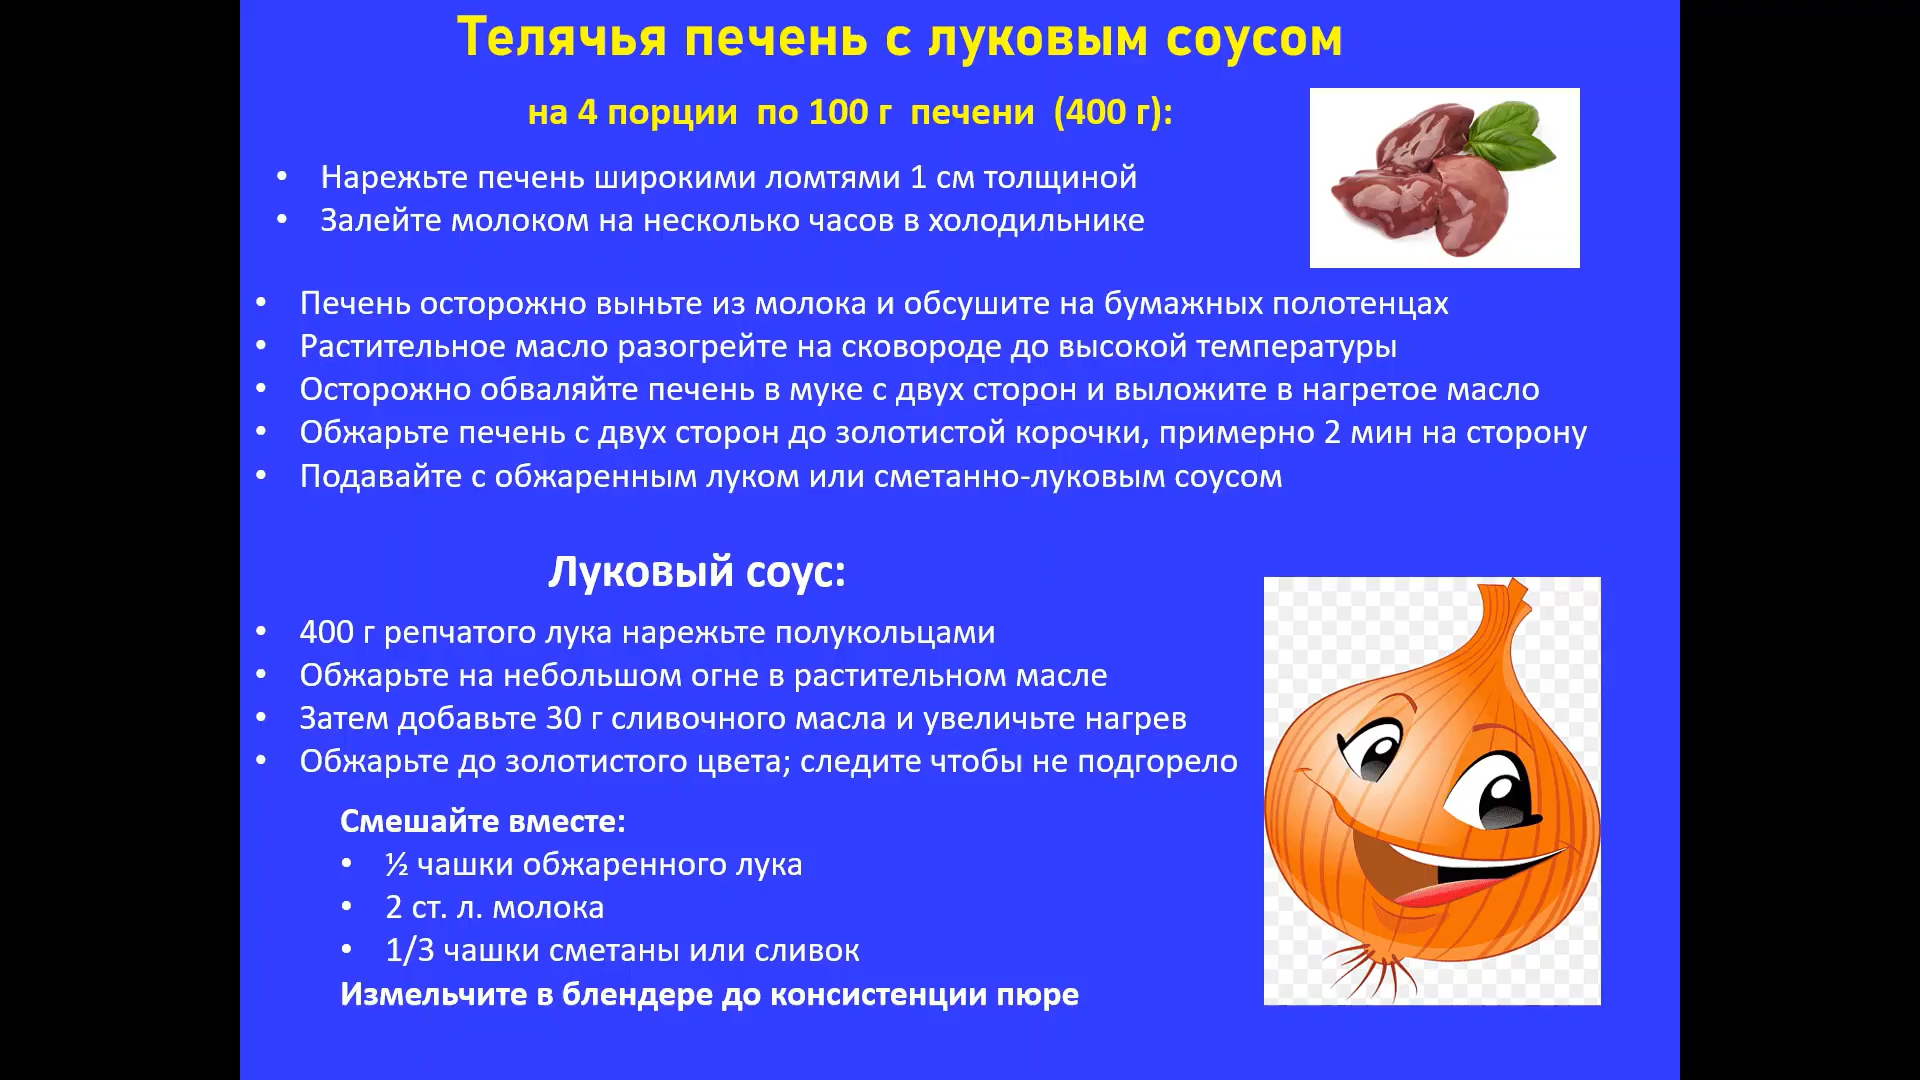 Телячья печень с луковым соусом
на 4 порции по 100 г печени (400 г):
• Нарежьте печень широкими ломтями 1 см толщиной
• Залейте молоком на несколько часов в холодильнике
• Печень осторожно выньте из молока и обсушите на бумажных полотенцах
• Растительное масло разогрейте на сковороде до высокой температуры
• Осторожно обваляйте печень в муке с двух сторон и выложите в нагретое масло
• Обжарьте печень с двух сторон до золотистой корочки, примерно 2 мин на сторону
• Подавайте с обжаренным луком или сметанно-луковым соусом
Луковый соус:
• 400 г репчатого лука нарежьте полукольцами
• Обжарьте на небольшом огне в растительном масле
• Затем добавьте 30 г сливочного масла и увеличьте нагрев
• Обжарьте до золотистого цвета; следите чтобы не подгорело
Смешайте вместе:
• ½ чашки обжаренного лука
• 2 ст. л. молока
• 1/3 чашки сметаны или сливок
Измельчите в блендере до консистенции пюре